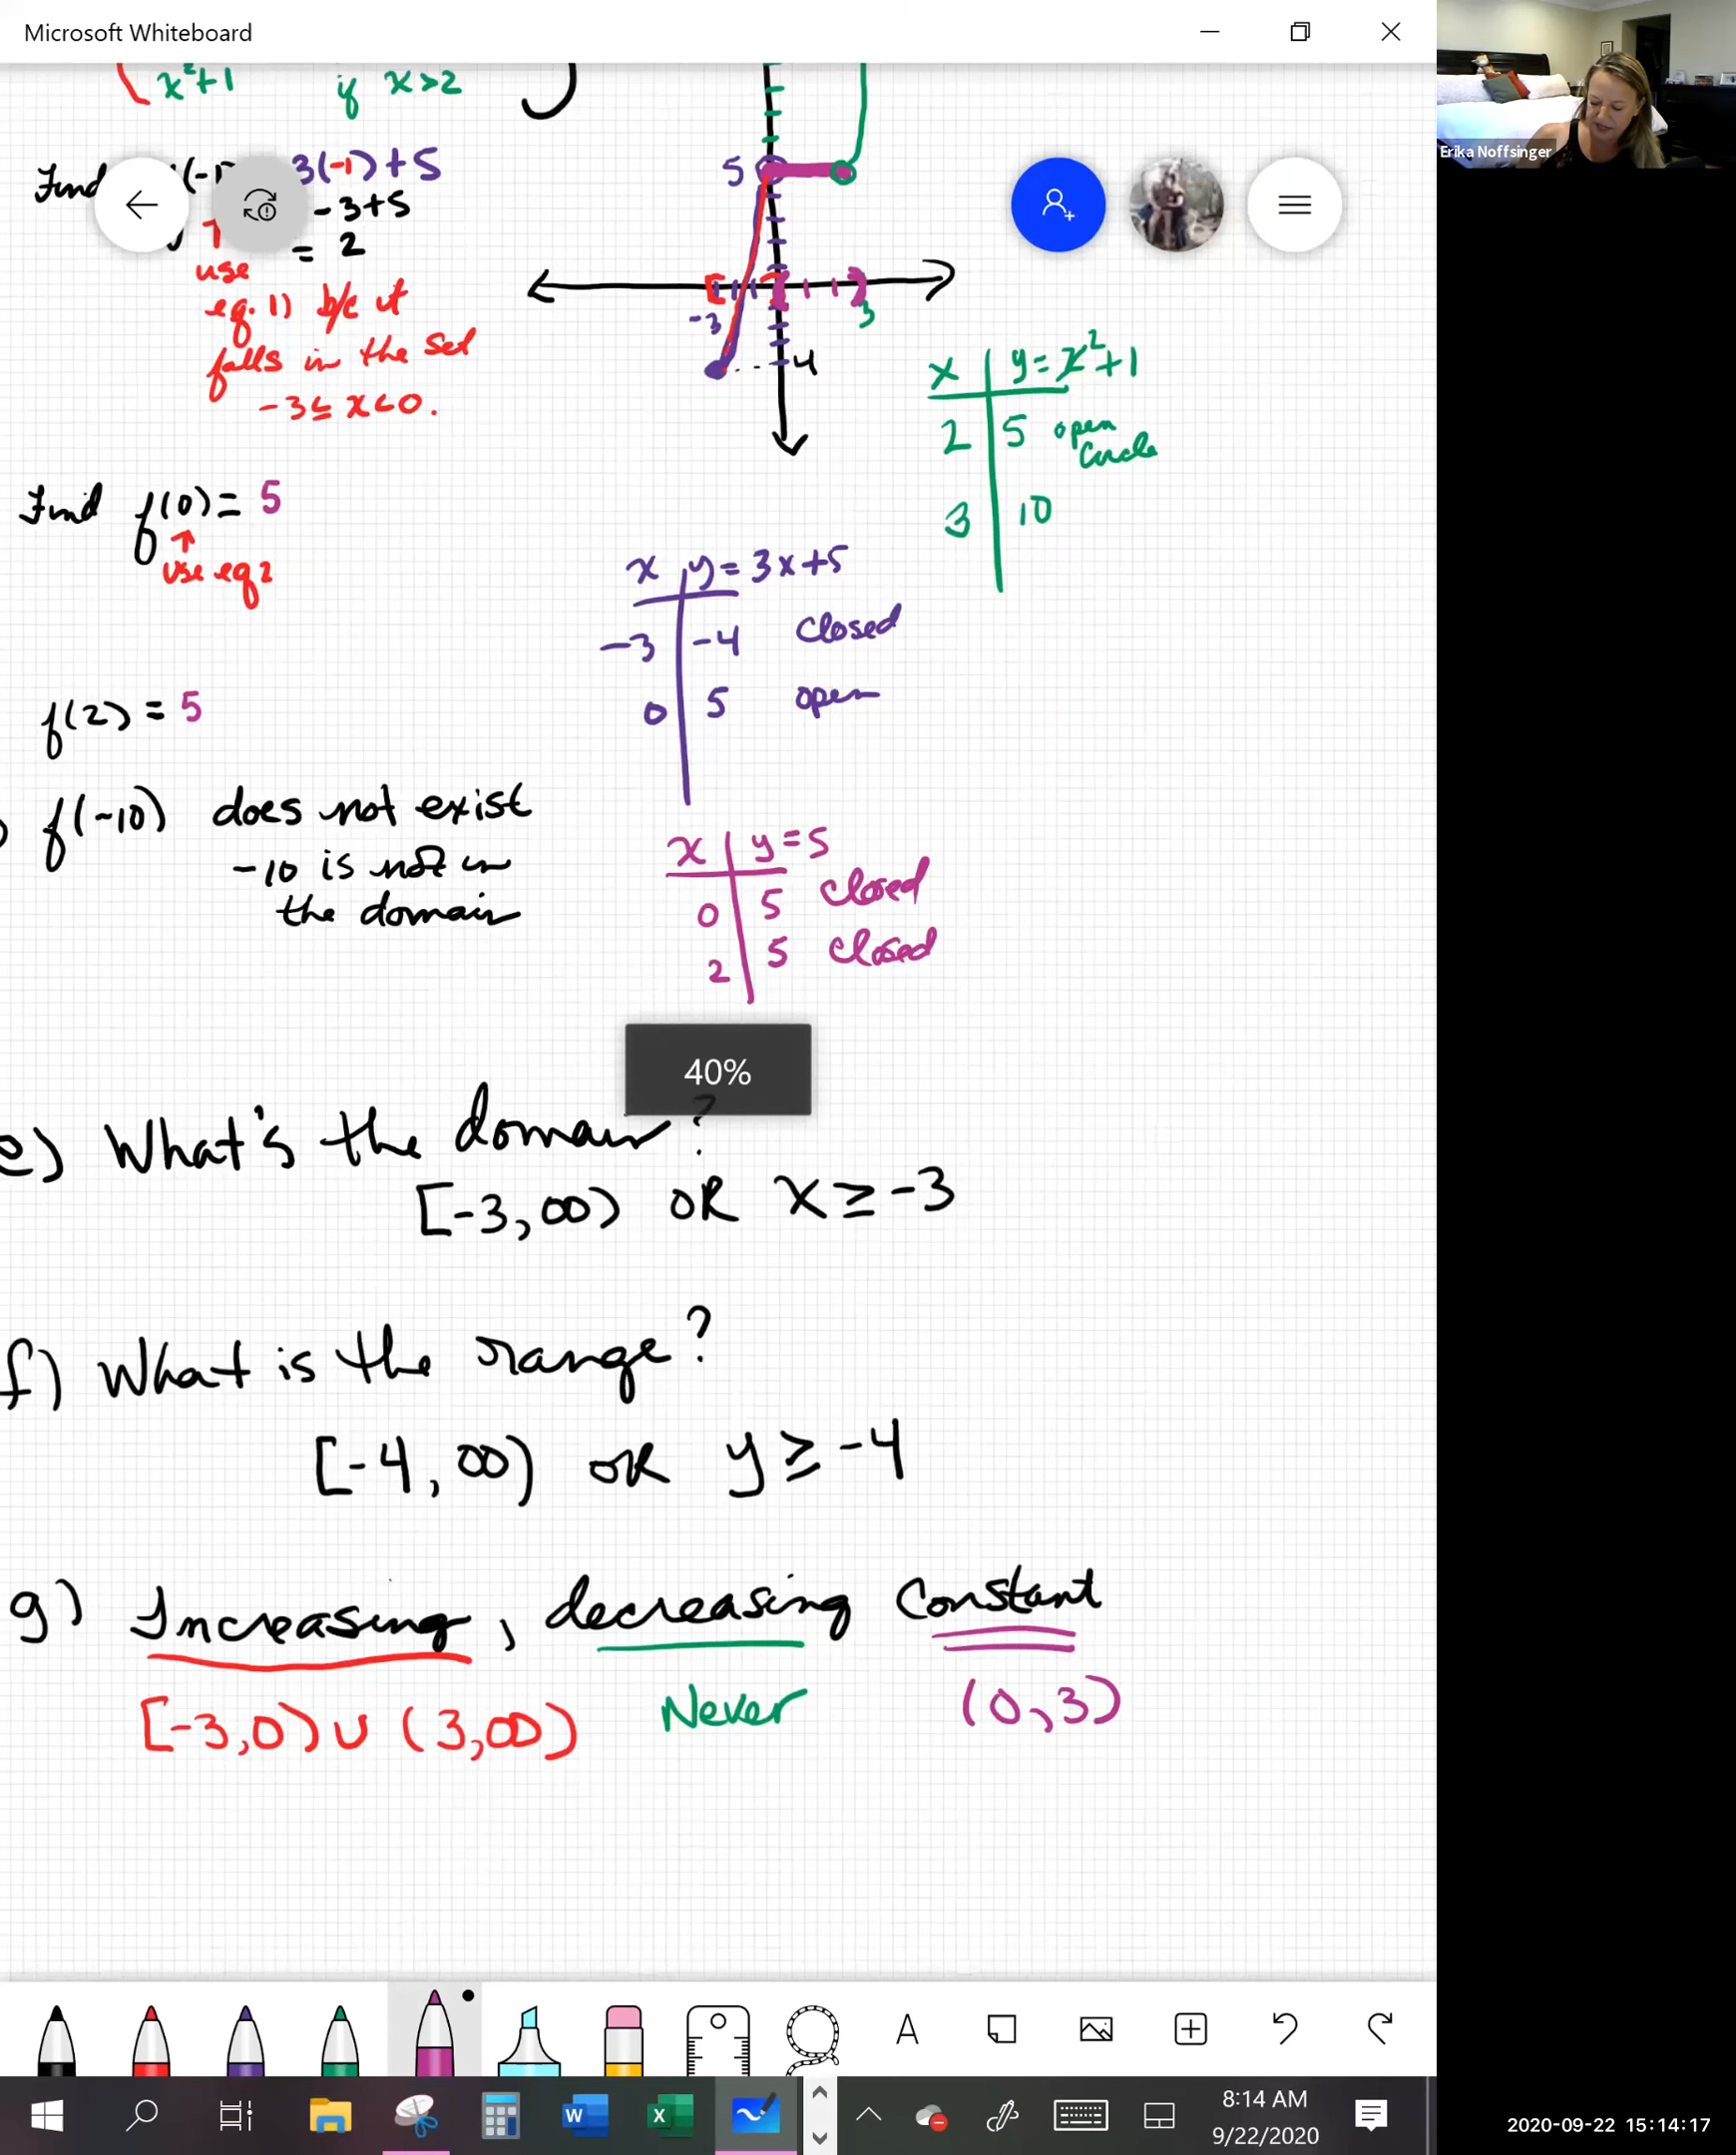 Microsoft Whiteboard
x²+1 if x>2
Find (-1) 3(-1)+5
-3+5
= 2
use
eq. 1) b/c it
falls in the set
-3≤x<0.
5
-3
3
4
x y=x²+1
2 5 open Circle
3 10
Find f(0)= 5
use eq 2
x y=3x+5
-3 -4 closed
0 5 open
f(2)=5
f(-10) does not exist
-10 is not in
the domain
x y=5
0 5 closed
2 5 closed
40%
e) What's the domain?
[-3,∞) OR x≥-3
f) What is the range?
[-4,∞) OR y≥-4
g) Increasing, decreasing Constant
[-3,0)∪(3,∞) Never (0,3)
Erika Noffsinger
8:14 AM
9/22/2020
2020-09-22 15:14:17